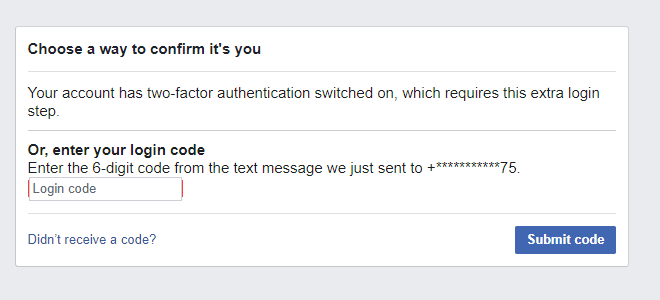 Choose a way to confirm it's you
Your account has two-factor authentication switched on, which requires this extra login
step.
Or, enter your login code
Enter the 6-digit code from the text message we just sent to +***********75.
Login code
Didn't receive a code?
Submit code